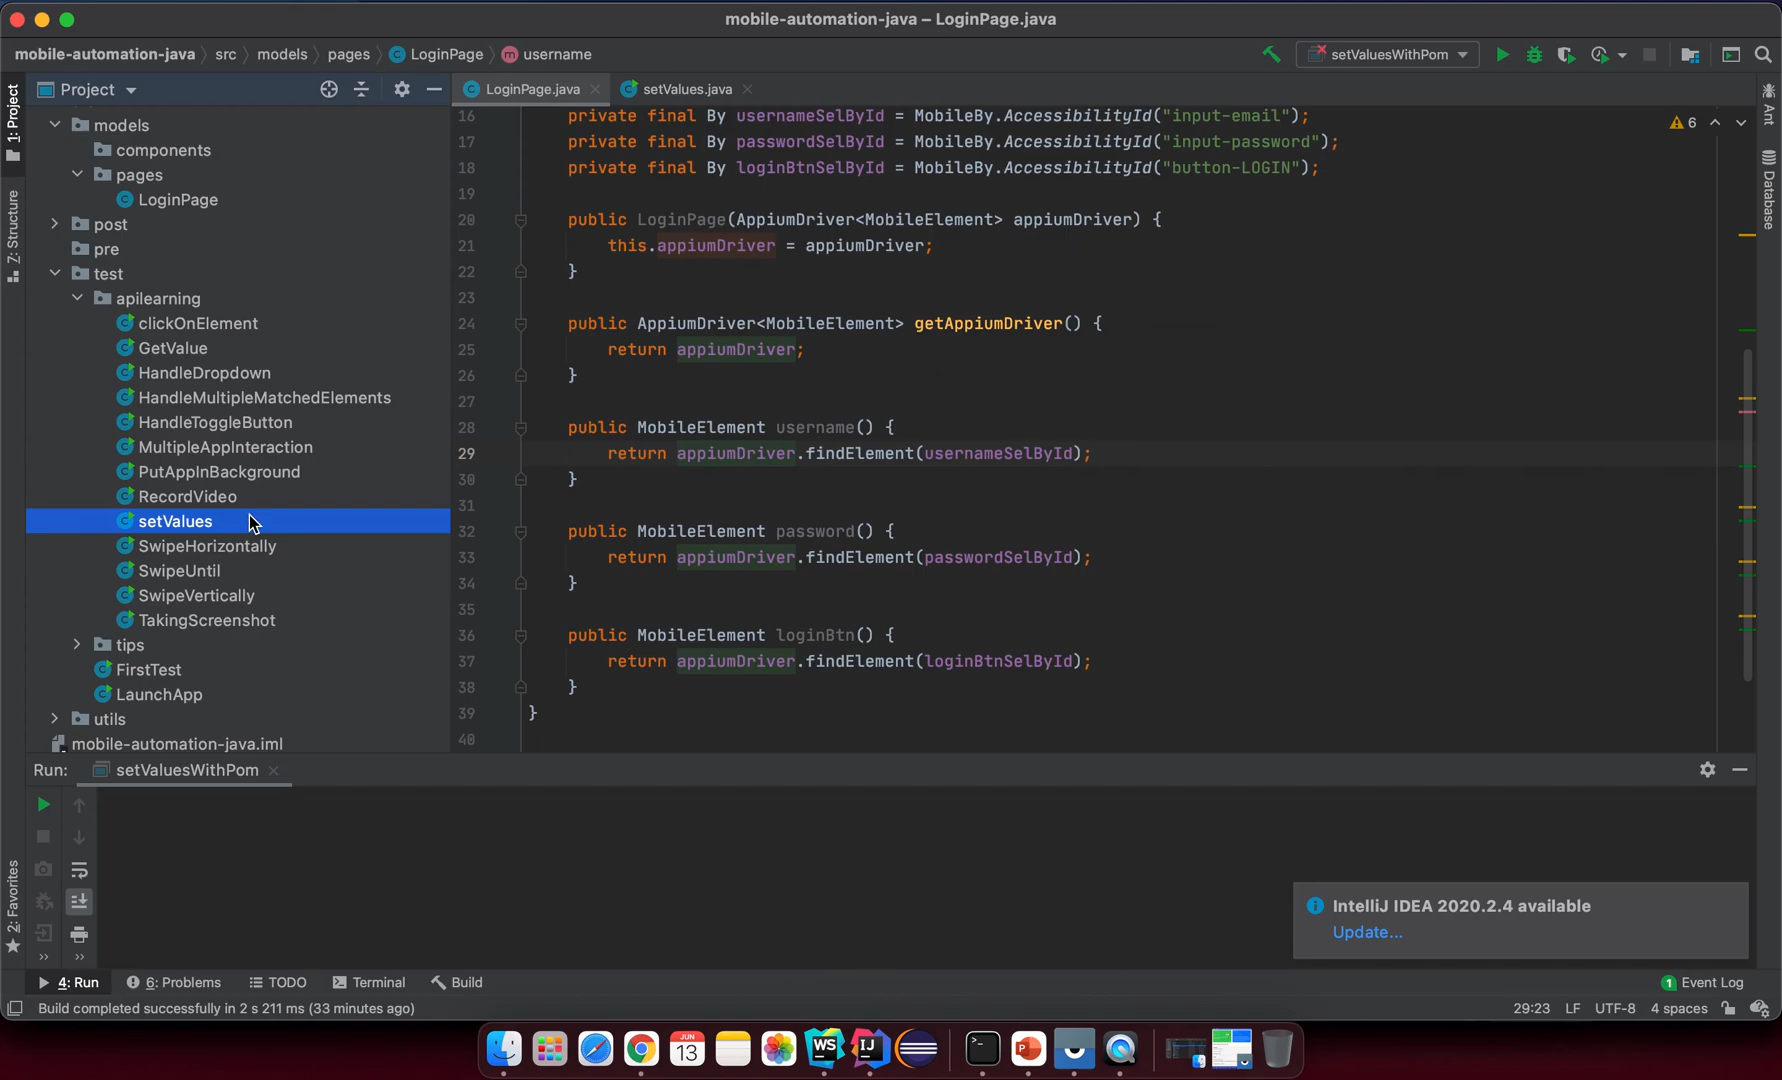 mobile-automation-java – LoginPage.java
mobile-automation-java src models pages LoginPage m username
setValuesWithPom
1: Project
7: Structure
2: Favorites
Project
LoginPage.java
setValues.java
Ant
Database
6
models
components
pages
LoginPage
post
pre
test
apilearning
clickOnElement
GetValue
HandleDropdown
HandleMultipleMatchedElements
HandleToggleButton
MultipleAppInteraction
PutAppInBackground
RecordVideo
setValues
SwipeHorizontally
SwipeUntil
SwipeVertically
TakingScreenshot
tips
FirstTest
LaunchApp
utils
mobile-automation-java.iml
16 private final By usernameSelById = MobileBy.AccessibilityId("input-email");
17 private final By passwordSelById = MobileBy.AccessibilityId("input-password");
18 private final By loginBtnSelById = MobileBy.AccessibilityId("button-LOGIN");
19
20 public LoginPage(AppiumDriver<MobileElement> appiumDriver) {
21 this.appiumDriver = appiumDriver;
22 }
23
24 public AppiumDriver<MobileElement> getAppiumDriver() {
25 return appiumDriver;
26 }
27
28 public MobileElement username() {
29 return appiumDriver.findElement(usernameSelById);
30 }
31
32 public MobileElement password() {
33 return appiumDriver.findElement(passwordSelById);
34 }
35
36 public MobileElement loginBtn() {
37 return appiumDriver.findElement(loginBtnSelById);
38 }
39 }
40
Run: setValuesWithPom
IntelliJ IDEA 2020.2.4 available
Update...
4: Run 6: Problems TODO Terminal Build
1 Event Log
Build completed successfully in 2 s 211 ms (33 minutes ago)
29:23 LF UTF-8 4 spaces
JUN
13
WS
IJ
P